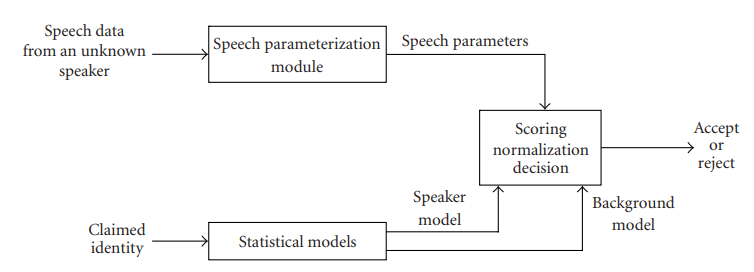 Speech data
from an unknown
speaker
Speech parameterization
module
Speech parameters
Scoring
normalization
decision
Accept
or
reject
Claimed
identity
Statistical models
Speaker
model
Background
model